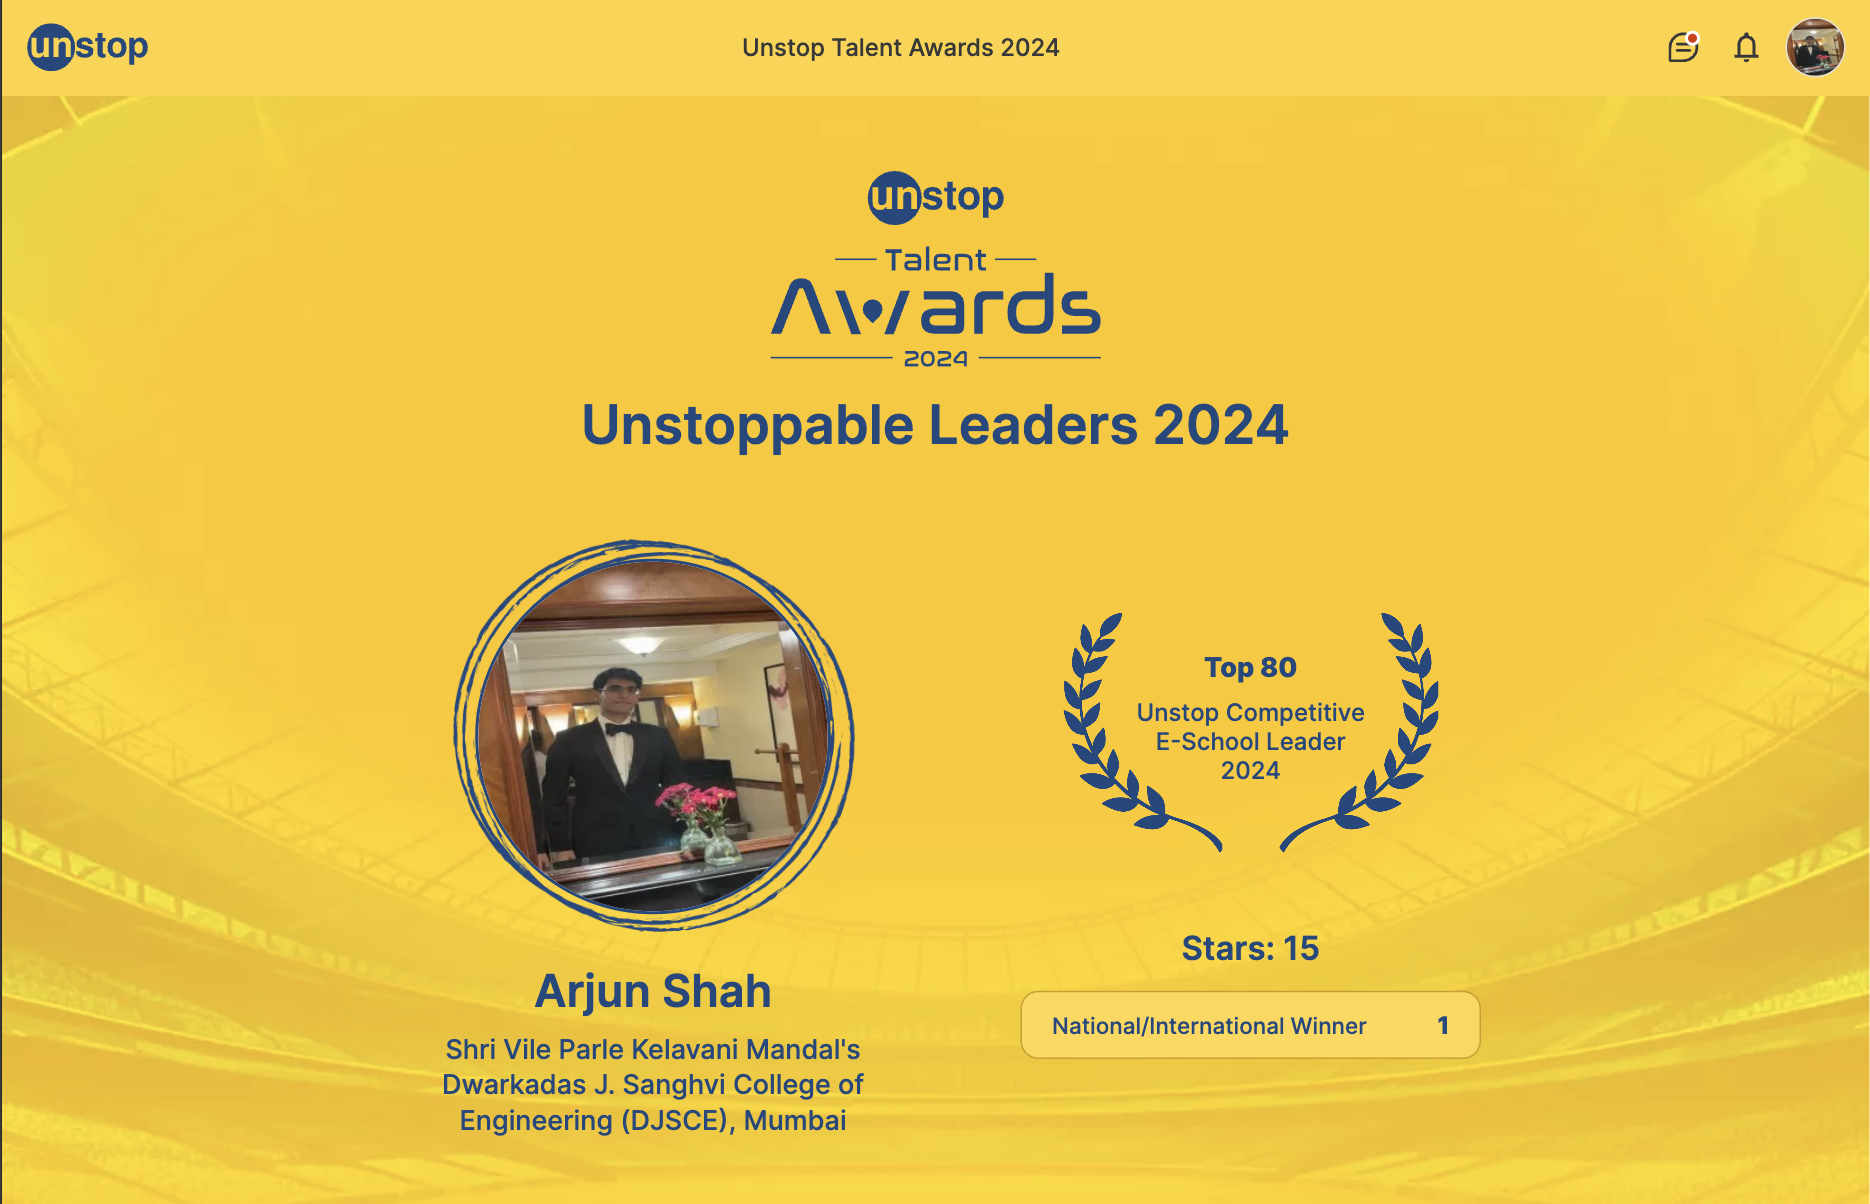 unstop
Unstop Talent Awards 2024
unstop
Talent
Awards
2024
Unstoppable Leaders 2024
Arjun Shah
Shri Vile Parle Kelavani Mandal's
Dwarkadas J. Sanghvi College of
Engineering (DJSCE), Mumbai
Top 80
Unstop Competitive
E-School Leader
2024
Stars: 15
National/International Winner 1